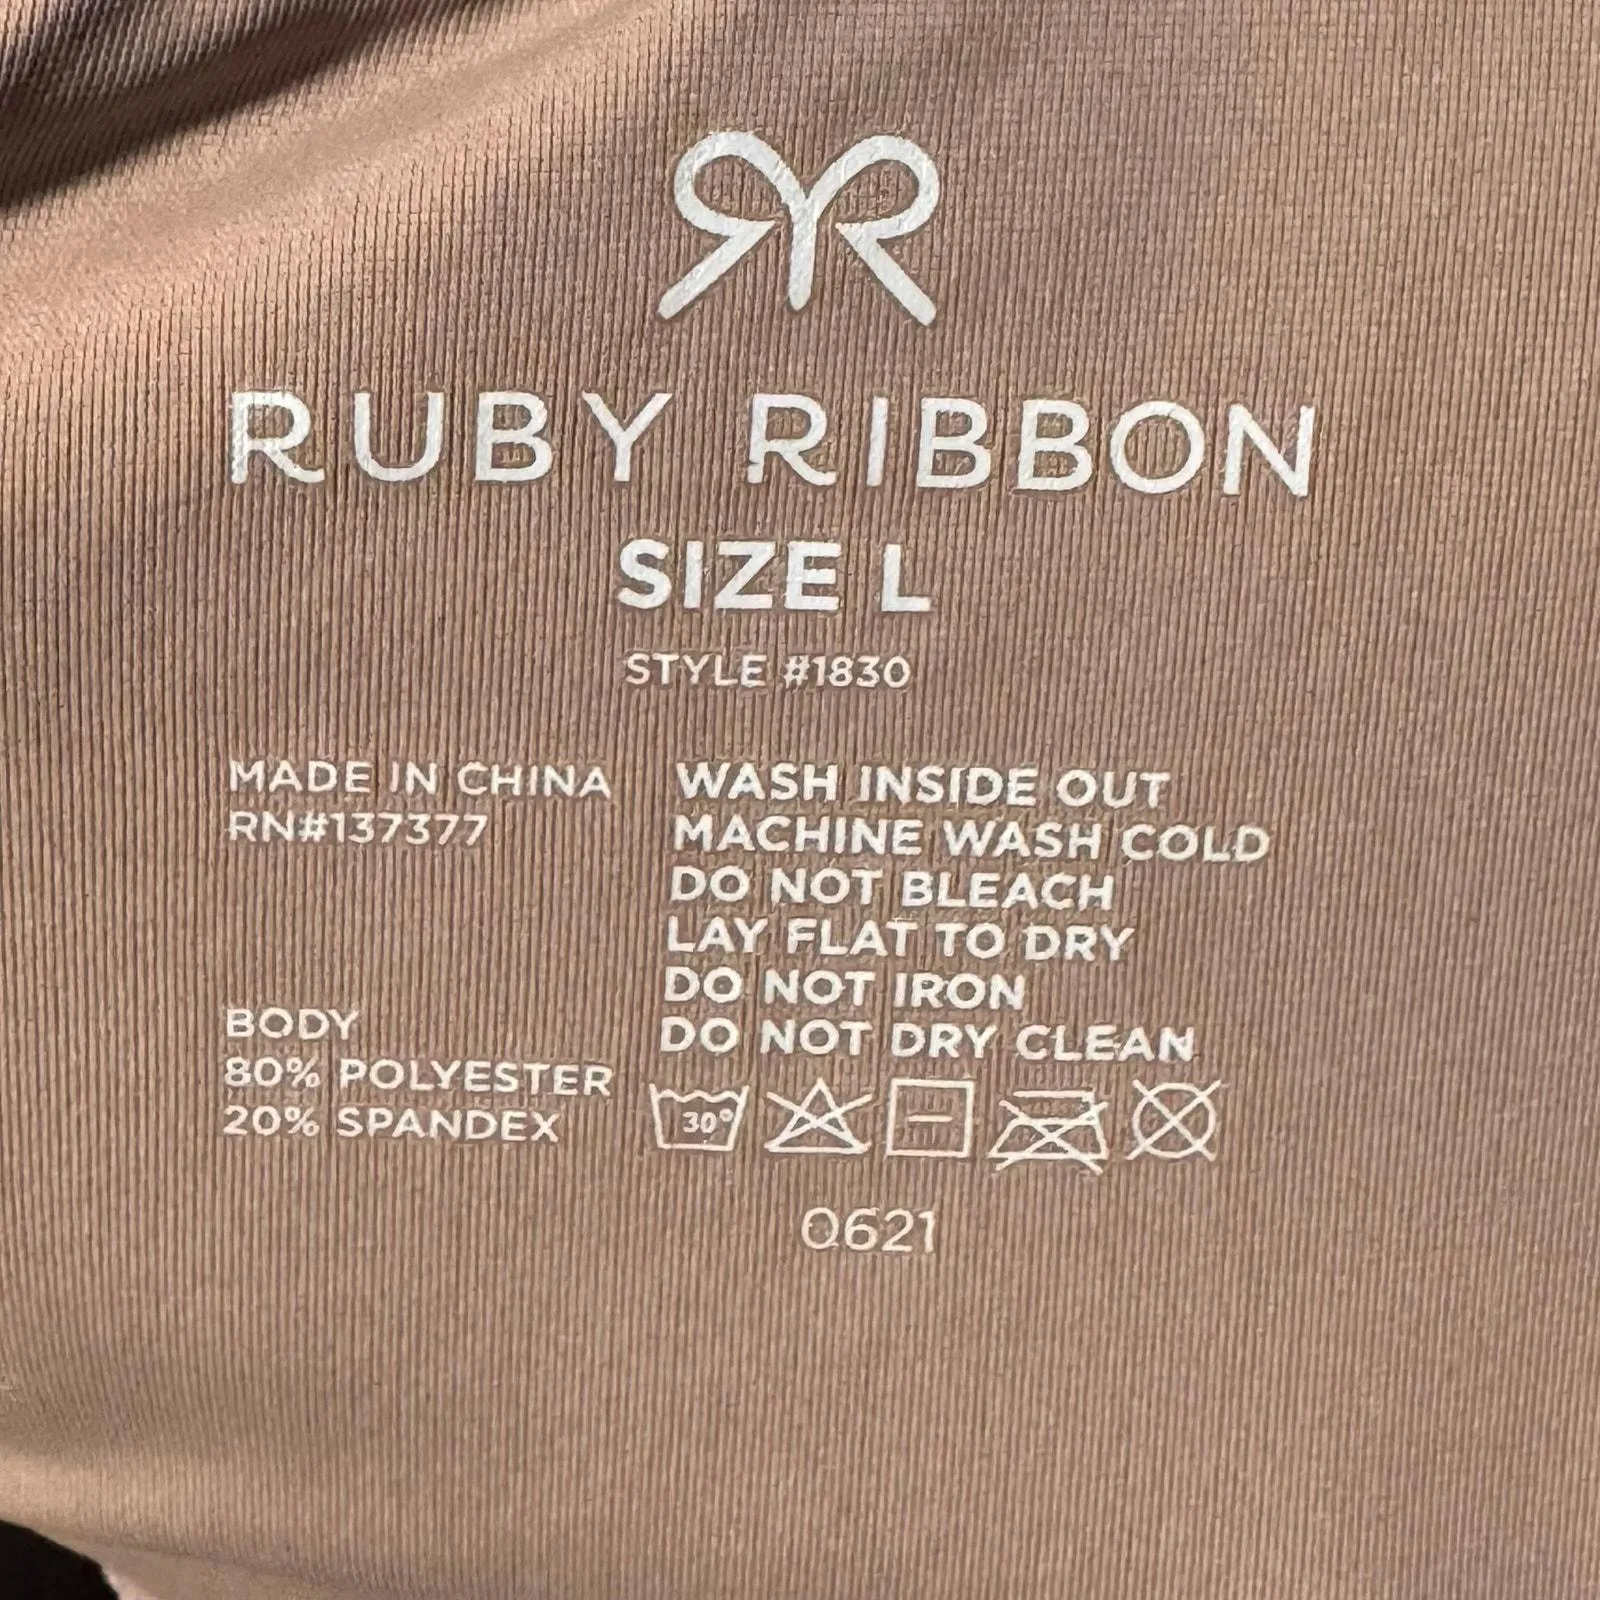 RUBY RIBBON
SIZE L
STYLE #1830
MADE IN CHINA
RN#137377
BODY
80% POLYESTER
20% SPANDEX
WASH INSIDE OUT
MACHINE WASH COLD
DO NOT BLEACH
LAY FLAT TO DRY
DO NOT IRON
DO NOT DRY CLEAN
30°
0621